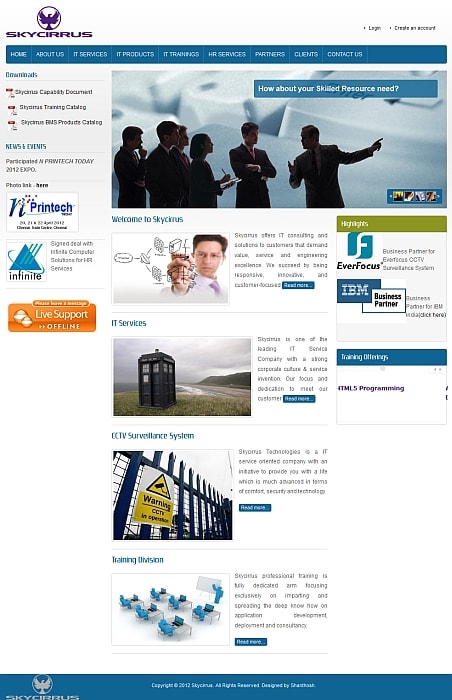 SKYCIRRUS
Login
Create an account
HOME ABOUT US IT SERVICES IT PRODUCTS IT TRAININGS HR SERVICES PARTNERS CLIENTS CONTACT US
Downloads
Skycirrus Capability Document
Skycirrus Training Catalog
Skycirrus BMS Products Catalog
NEWS & EVENTS
Participated IN PRINTECH TODAY
2012 EXPO.
Photo link - here
Printech
TODAY
20, 21 & 22 April 2012
Chennai Trade Centre, Chennai
infinite
Signed deal with
Infinite Computer
Solutions for HR
Services
Please leave a message
Live Support
OFFLINE
How about your Skilled Resource need?
Welcome to Skycirrus
Skycirrus offers IT consulting and
solutions to customers that demand
value, service and engineering
excellence. We succeed by being
responsive, innovative, and
customer-focused Read more...
IT Services
Skycirrus is one of the
leading IT Service
Company with a strong
corporate culture & service
invention. Our focus and
dedication to meet our
customer Read more...
CCTV Surveillance System
Warning
CCTV
in operation
Skycirrus Technologies is a IT
service oriented company with an
initiative to provide you with a life
which is much advanced in terms
of comfort, security and technology
Read more...
Training Division
Skycirrus professional training is
fully dedicated arm focusing
exclusively on imparting and
spreading the deep know how on
application development,
deployment and consultancy.
Read more...
Highlights
EverFocus
Business Partner for
Everfocus CCTV
Surveillance System
IBM
Business
Partner
Business
Partner for IBM
India(click here)
Training Offerings
HTML5 Programming
SKYCIRRUS
Copyright © 2012 Skycirrus. All Rights Reserved. Designed by Shanthosh.